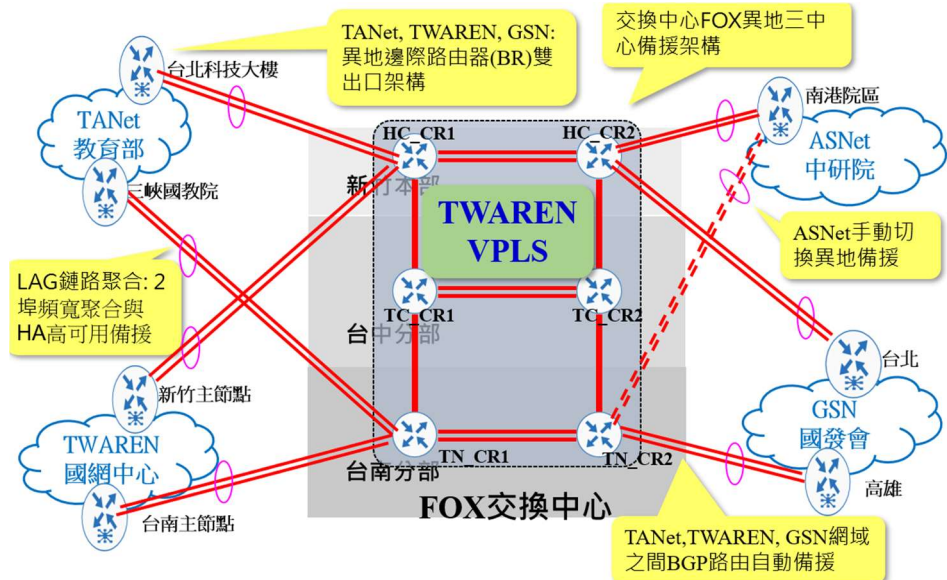 TANet, TWAREN, GSN:
異地邊際路由器(BR)雙
出口架構
交換中心FOX異地三中
心備援架構
台北科技大樓
TANet
教育部
三峽國教院
HC_CR1
HC_CR2
南港院區
ASNet
中研院
新竹本部
TWAREN
VPLS
ASNet手動切
換異地備援
LAG鏈路聚合: 2
埠頻寬聚合與
HA高可用備援
TC_CR1
TC_CR2
台中分部
新竹主節點
TWAREN
國網中心
台南主節點
台北
GSN
國發會
高雄
TN_CR1
TN_CR2
台南分部
FOX交換中心
TANet,TWAREN, GSN網域
之間BGP路由自動備援